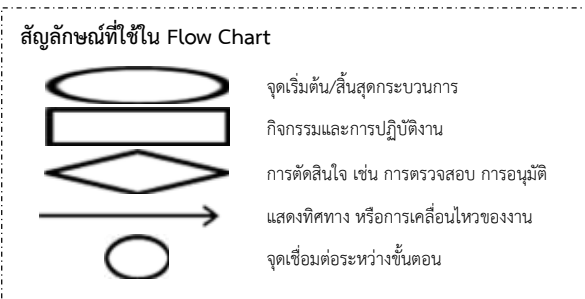 สัญลักษณ์ที่ใช้ใน Flow Chart
จุดเริ่มต้น/สิ้นสุดกระบวนการ
กิจกรรมและการปฏิบัติงาน
การตัดสินใจ เช่น การตรวจสอบ การอนุมัติ
แสดงทิศทาง หรือการเคลื่อนไหวของงาน
จุดเชื่อมต่อระหว่างขั้นตอน